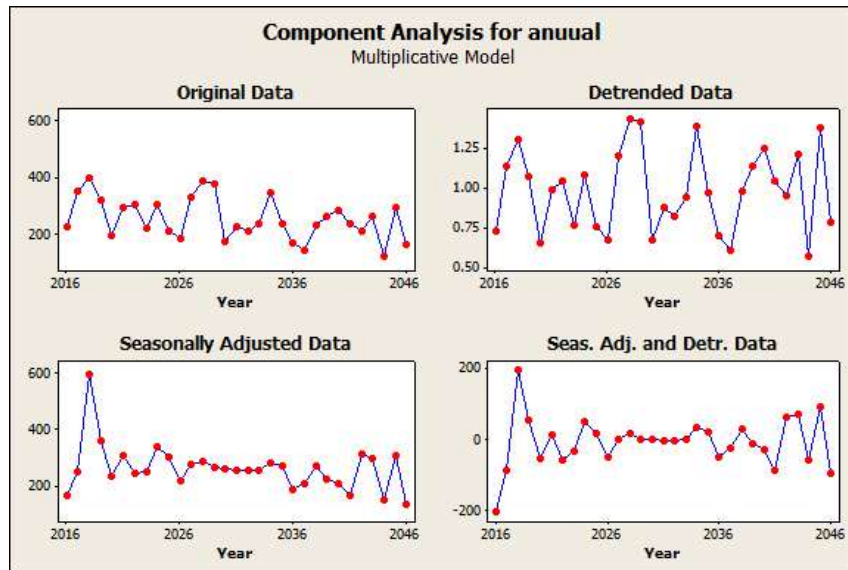 Component Analysis for anuual
Multiplicative Model
Original Data
600
400
200
2016 2026 2036 2046
Year
Detrended Data
1.25
1.00
0.75
0.50
2016 2026 2036 2046
Year
Seasonally Adjusted Data
600
400
200
2016 2026 2036 2046
Year
Seas. Adj. and Detr. Data
200
0
-200
2016 2026 2036 2046
Year